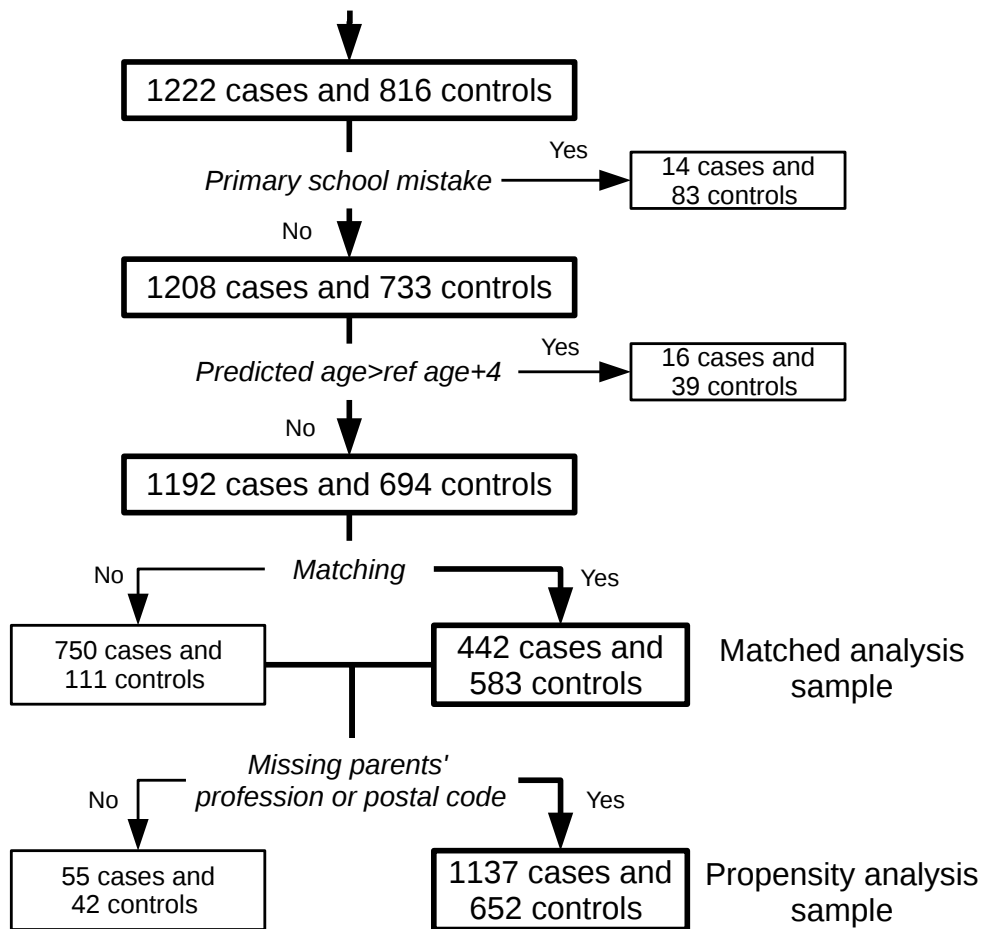 1222 cases and 816 controls
Yes
Primary school mistake
14 cases and
83 controls
No
1208 cases and 733 controls
Yes
Predicted age>ref age+4
16 cases and
39 controls
No
1192 cases and 694 controls
No
Matching
Yes
750 cases and
111 controls
442 cases and
583 controls
Matched analysis
sample
Missing parents'
profession or postal code
No
Yes
55 cases and
42 controls
1137 cases and
652 controls
Propensity analysis
sample